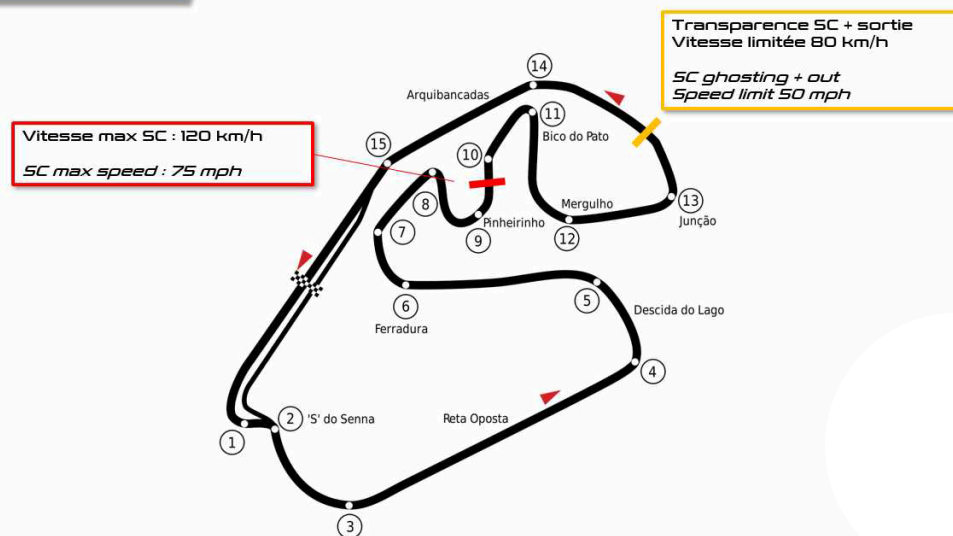 Transparence SC + sortie
Vitesse limitée 80 km/h
SC ghosting + out
Speed limit 50 mph
14
Arquibancadas
11
Bico do Pato
Vitesse max SC : 120 km/h
SC max speed : 75 mph
15
10
8
Pinheirinho
9
Mergulho
12
13
Junção
7
6
Ferradura
5
Descida do Lago
4
2
'S' do Senna
1
Reta Oposta
3